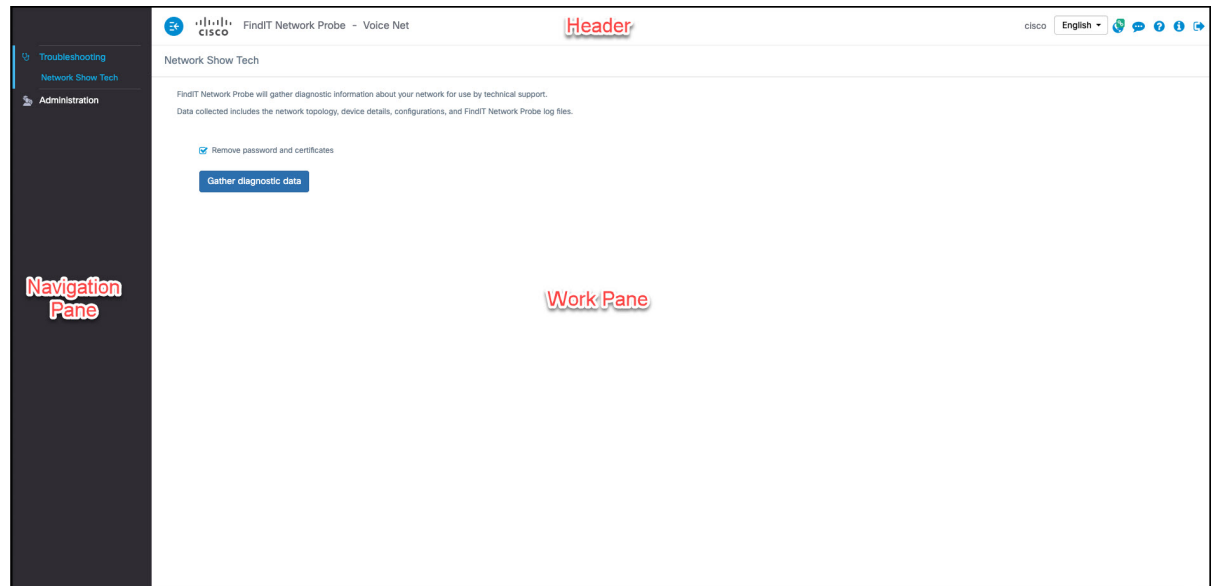 cisco
FindIT Network Probe - Voice Net
Header
cisco
English
Troubleshooting
Network Show Tech
Administration
Network Show Tech
FindIT Network Probe will gather diagnostic information about your network for use by technical support.
Data collected includes the network topology, device details, configurations, and FindIT Network Probe log files.
Remove password and certificates
Gather diagnostic data
Navigation
Pane
Work Pane